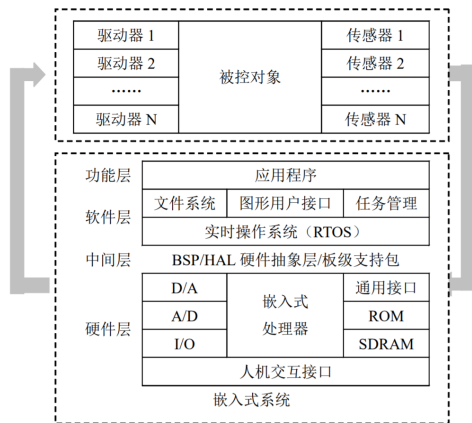 驱动器 1
驱动器 2
······
驱动器 N
被控对象
传感器 1
传感器 2
······
传感器 N
功能层
应用程序
软件层
文件系统 图形用户接口 任务管理
实时操作系统（RTOS）
中间层
BSP/HAL 硬件抽象层/板级支持包
硬件层
D/A
A/D
I/O
嵌入式
处理器
通用接口
ROM
SDRAM
人机交互接口
嵌入式系统